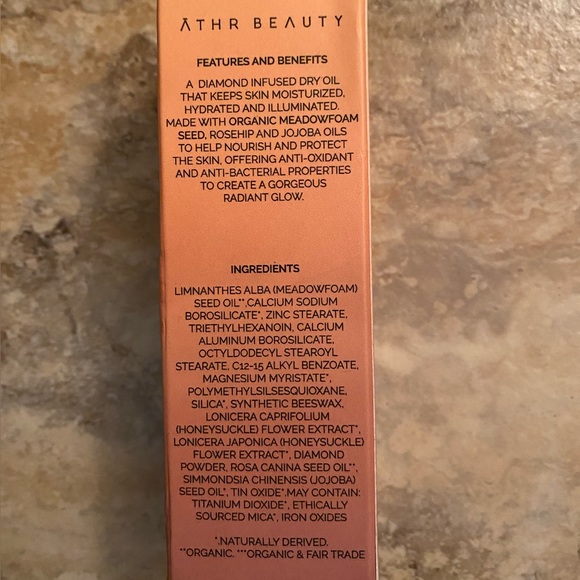 ĀTHR BEAUTY
FEATURES AND BENEFITS
A DIAMOND INFUSED DRY OIL
THAT KEEPS SKIN MOISTURIZED,
HYDRATED AND ILLUMINATED.
MADE WITH ORGANIC MEADOWFOAM
SEED, ROSEHIP AND JOJOBA OILS
TO HELP NOURISH AND PROTECT
THE SKIN, OFFERING ANTI-OXIDANT
AND ANTI-BACTERIAL PROPERTIES
TO CREATE A GORGEOUS
RADIANT GLOW.
INGREDIENTS
LIMNANTHES ALBA (MEADOWFOAM)
SEED OIL**,CALCIUM SODIUM
BOROSILICATE*, ZINC STEARATE,
TRIETHYLHEXANOIN, CALCIUM
ALUMINUM BOROSILICATE,
OCTYLDODECYL STEAROYL
STEARATE, C12-15 ALKYL BENZOATE,
MAGNESIUM MYRISTATE*,
POLYMETHYLSILSESQUIOXANE,
SILICA*, SYNTHETIC BEESWAX,
LONICERA CAPRIFOLIUM
(HONEYSUCKLE) FLOWER EXTRACT*,
LONICERA JAPONICA (HONEYSUCKLE)
FLOWER EXTRACT*, DIAMOND
POWDER, ROSA CANINA SEED OIL**,
SIMMONDSIA CHINENSIS (JOJOBA)
SEED OIL*, TIN OXIDE*.MAY CONTAIN:
TITANIUM DIOXIDE*, ETHICALLY
SOURCED MICA*, IRON OXIDES
*.NATURALLY DERIVED.
**ORGANIC. ***ORGANIC & FAIR TRADE